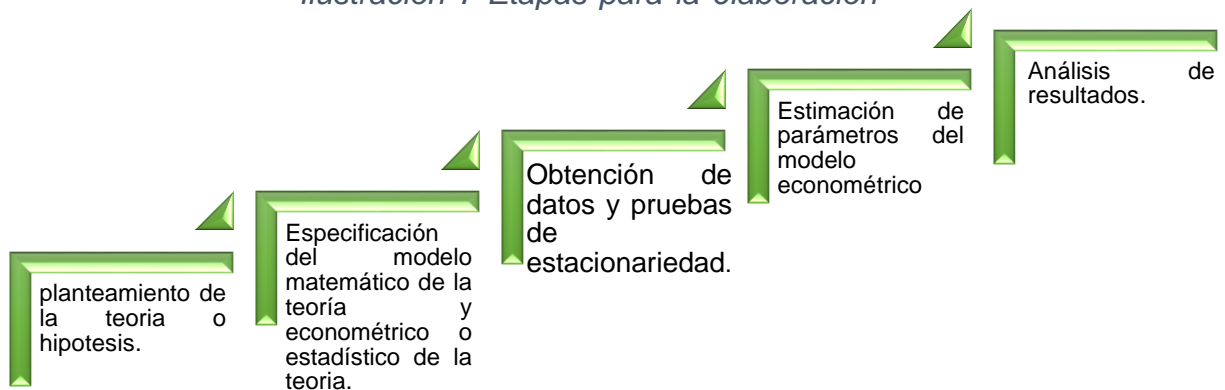 Ilustración 7 Etapas para la elaboración
planteamiento de
la teoria o
hipotesis.
Especificación
del modelo
matemático de la
teoría y
econométrico o
estadístico de la
teoria.
Obtención de
datos y pruebas
de
estacionariedad.
Estimación de
parámetros del
modelo
econométrico
Análisis de
resultados.